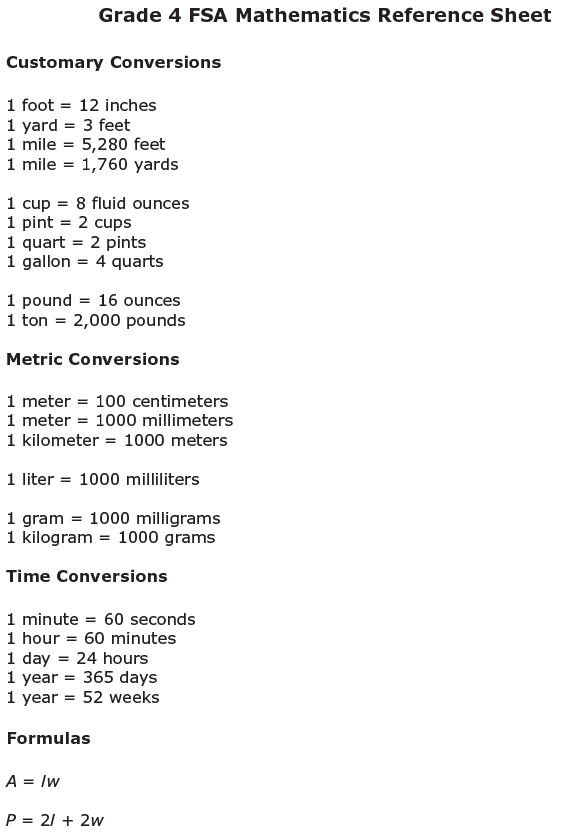 Grade 4 FSA Mathematics Reference Sheet
Customary Conversions
1 foot = 12 inches
1 yard = 3 feet
1 mile = 5,280 feet
1 mile = 1,760 yards
1 cup = 8 fluid ounces
1 pint = 2 cups
1 quart = 2 pints
1 gallon = 4 quarts
1 pound = 16 ounces
1 ton = 2,000 pounds
Metric Conversions
1 meter = 100 centimeters
1 meter = 1000 millimeters
1 kilometer = 1000 meters
1 liter = 1000 milliliters
1 gram = 1000 milligrams
1 kilogram = 1000 grams
Time Conversions
1 minute = 60 seconds
1 hour = 60 minutes
1 day = 24 hours
1 year = 365 days
1 year = 52 weeks
Formulas
A = lw
P = 2l + 2w